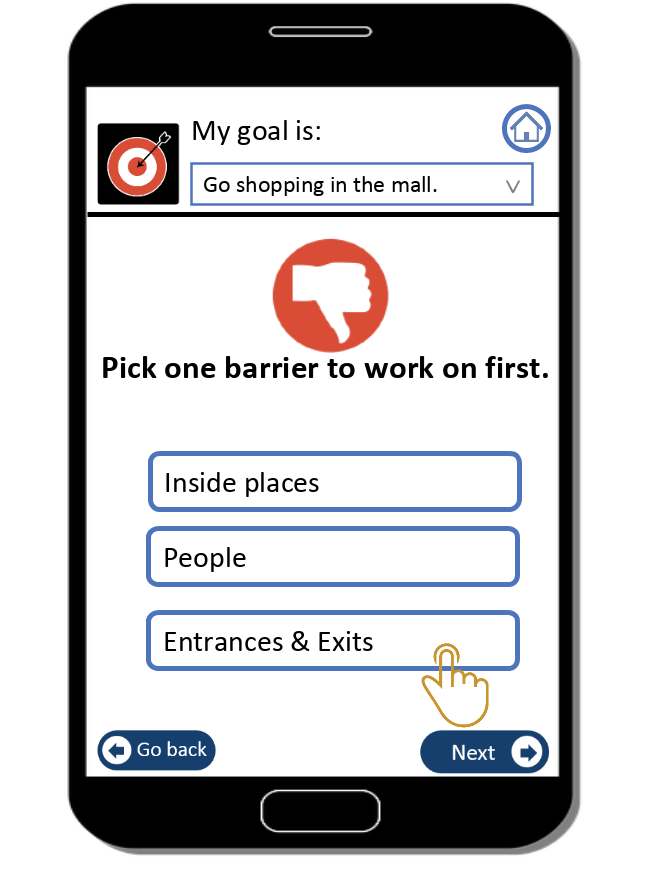 My goal is:
Go shopping in the mall.
Pick one barrier to work on first.
Inside places
People
Entrances & Exits
Go back
Next